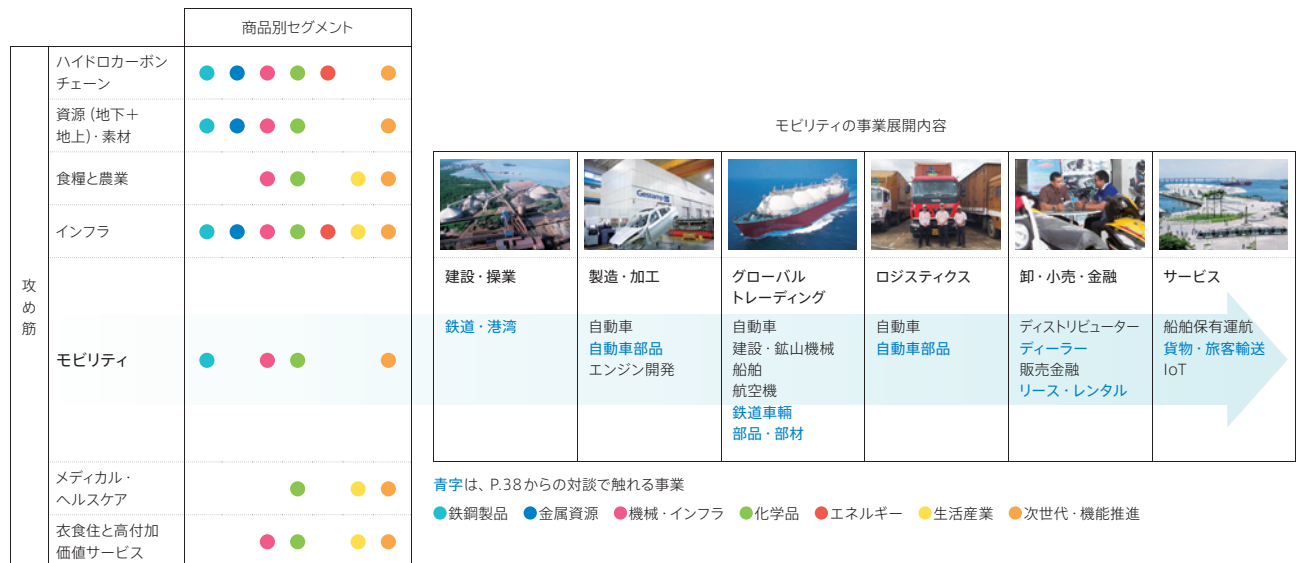 商品別セグメント
攻め筋
ハイドロカーボン
チェーン
資源（地下＋
地上）・素材
食糧と農業
インフラ
モビリティ
メディカル・
ヘルスケア
衣食住と高付加
価値サービス
モビリティの事業展開内容
建設・操業
鉄道・港湾
製造・加工
自動車
自動車部品
エンジン開発
グローバル
トレーディング
自動車
建設・鉱山機械
船舶
航空機
鉄道車輌
部品・部材
ロジスティクス
自動車
自動車部品
卸・小売・金融
ディストリビューター
ディーラー
販売金融
リース・レンタル
サービス
船舶保有運航
貨物・旅客輸送
IoT
青字は、P.38からの対談で触れる事業
鉄鋼製品 金属資源 機械・インフラ 化学品 エネルギー 生活産業 次世代・機能推進